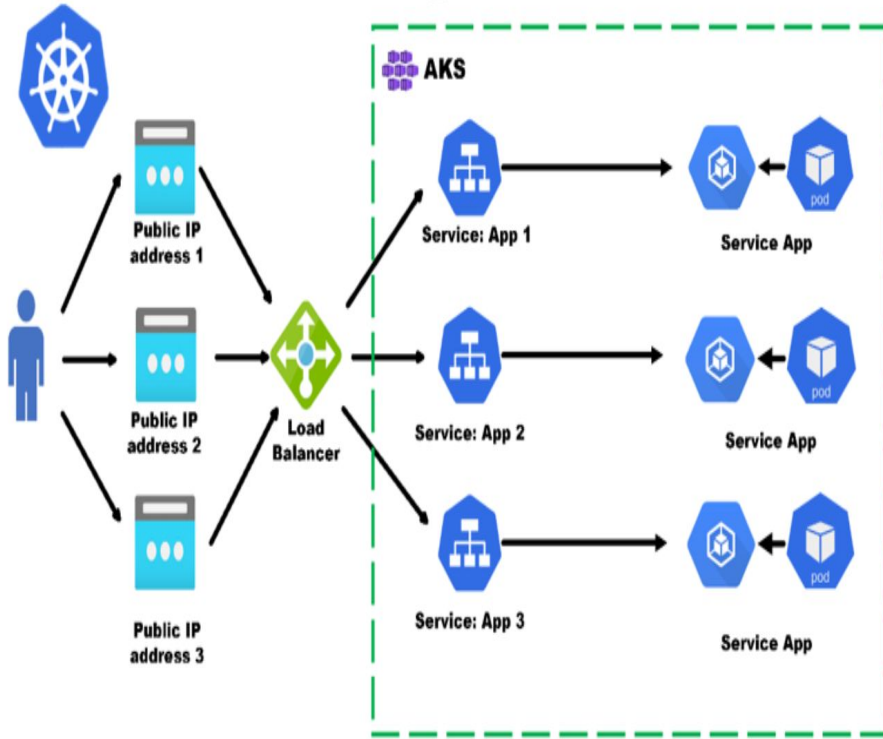 AKS
Public IP
address 1
Service: App 1
pod
Service App
Public IP
address 2
Load
Balancer
Service: App 2
pod
Service App
Public IP
address 3
Service: App 3
pod
Service App